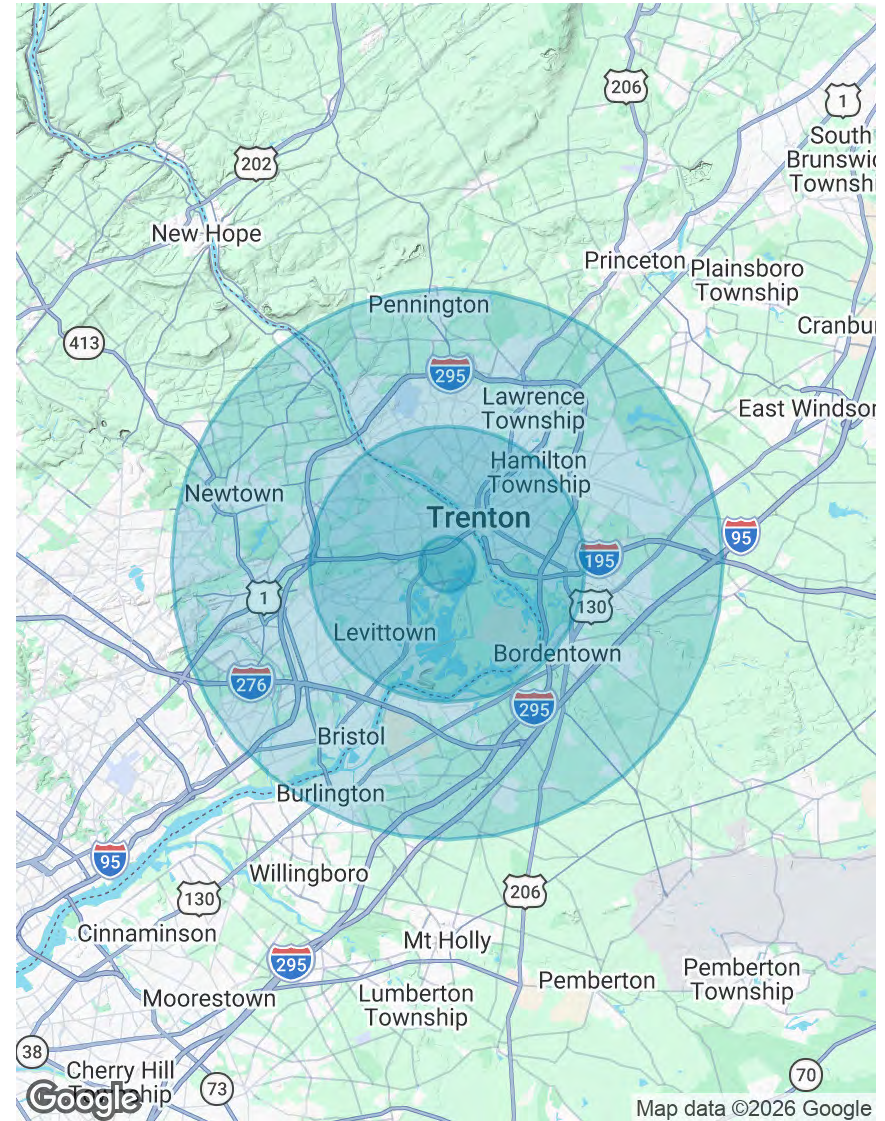 206
1
South
Brunswic
Townshi
202
New Hope
Princeton
Plainsboro
Township
Pennington
Cranbur
413
295
Lawrence
Township
East Windsor
Hamilton
Township
Newtown
Trenton
95
195
1
130
Levittown
Bordentown
276
295
Bristol
Burlington
95
Willingboro
130
206
Cinnaminson
Mt Holly
295
Pemberton
Pemberton
Township
Moorestown
Lumberton
Township
38
Cherry Hill
Township
73
70
Google
Map data ©2026 Google